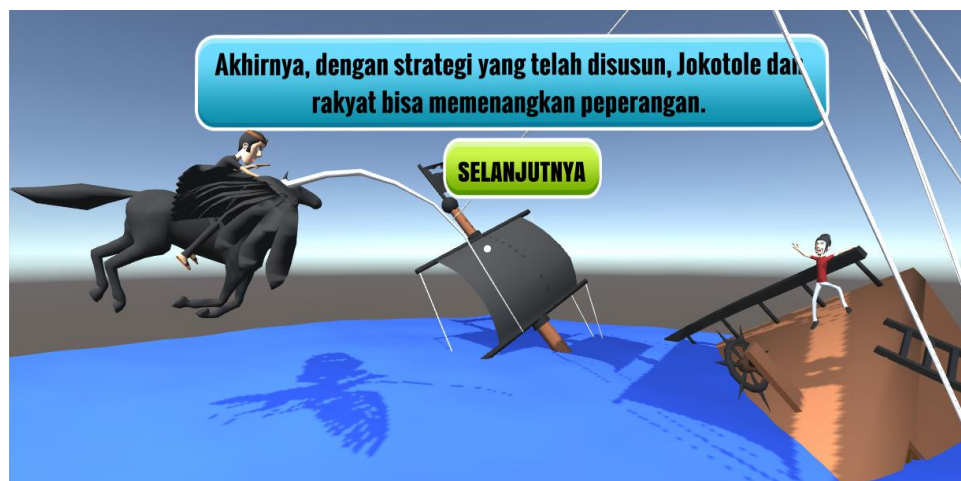 Akhirnya, dengan strategi yang telah disusun, Jokotole dan
rakyat bisa memenangkan peperangan.
SELANJUTNYA